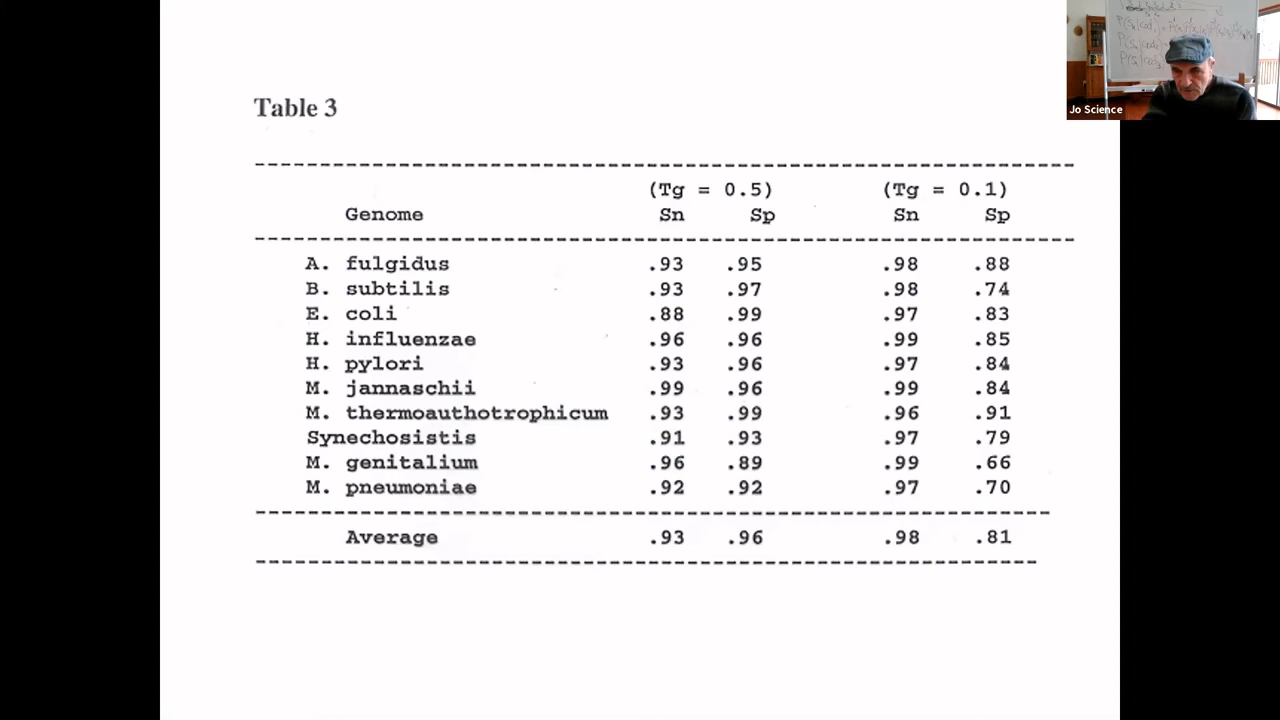 Table 3
(Tg = 0.5) (Tg = 0.1)
Genome Sn Sp Sn Sp
A. fulgidus .93 .95 .98 .88
B. subtilis .93 .97 .98 .74
E. coli .88 .99 .97 .83
H. influenzae .96 .96 .99 .85
H. pylori .93 .96 .97 .84
M. jannaschii .99 .96 .99 .84
M. thermoauthotrophicum .93 .99 .96 .91
Synechosistis .91 .93 .97 .79
M. genitalium .96 .89 .99 .66
M. pneumoniae .92 .92 .97 .70
Average .93 .96 .98 .81
Jo Science